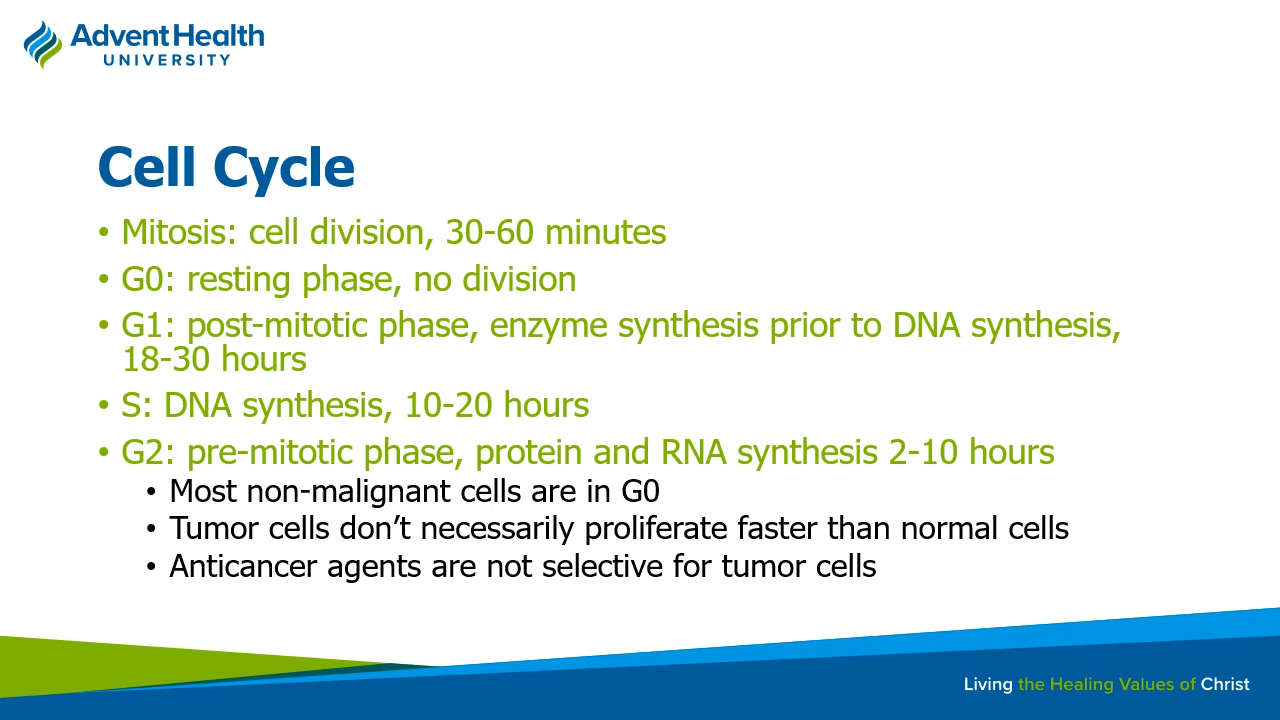 AdventHealth
UNIVERSITY
Cell Cycle
• Mitosis: cell division, 30-60 minutes
• G0: resting phase, no division
• G1: post-mitotic phase, enzyme synthesis prior to DNA synthesis,
18-30 hours
• S: DNA synthesis, 10-20 hours
• G2: pre-mitotic phase, protein and RNA synthesis 2-10 hours
• Most non-malignant cells are in G0
• Tumor cells don’t necessarily proliferate faster than normal cells
• Anticancer agents are not selective for tumor cells
Living the Healing Values of Christ